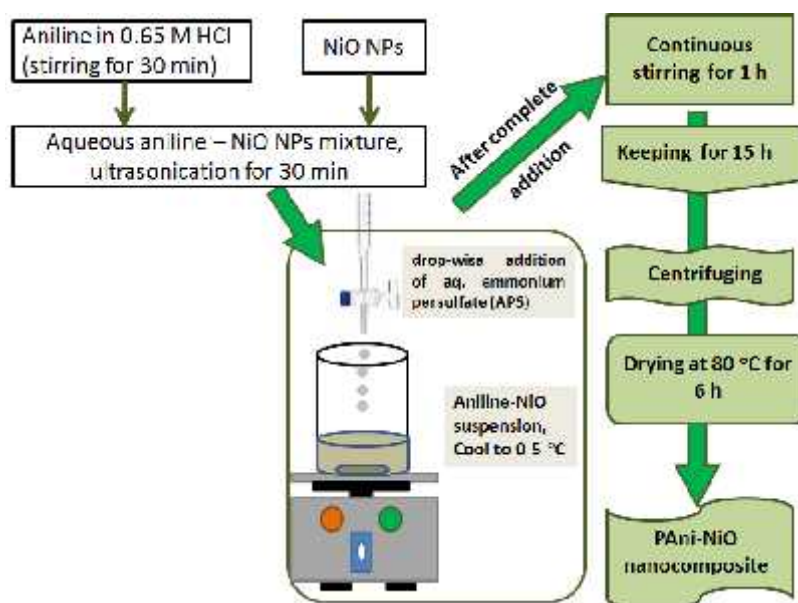 Aniline in 0.65 M HCl
(stirring for 30 min)
NiO NPs
Aqueous aniline – NiO NPs mixture,
ultrasonication for 30 min
drop-wise addition
of aq. ammonium
persulfate (APS)
Aniline-NiO
suspension,
Cool to 0-5 °C
After complete
addition
Continuous
stirring for 1 h
Keeping for 15 h
Centrifuging
Drying at 80 °C for
6 h
PAni-NiO
nanocomposite